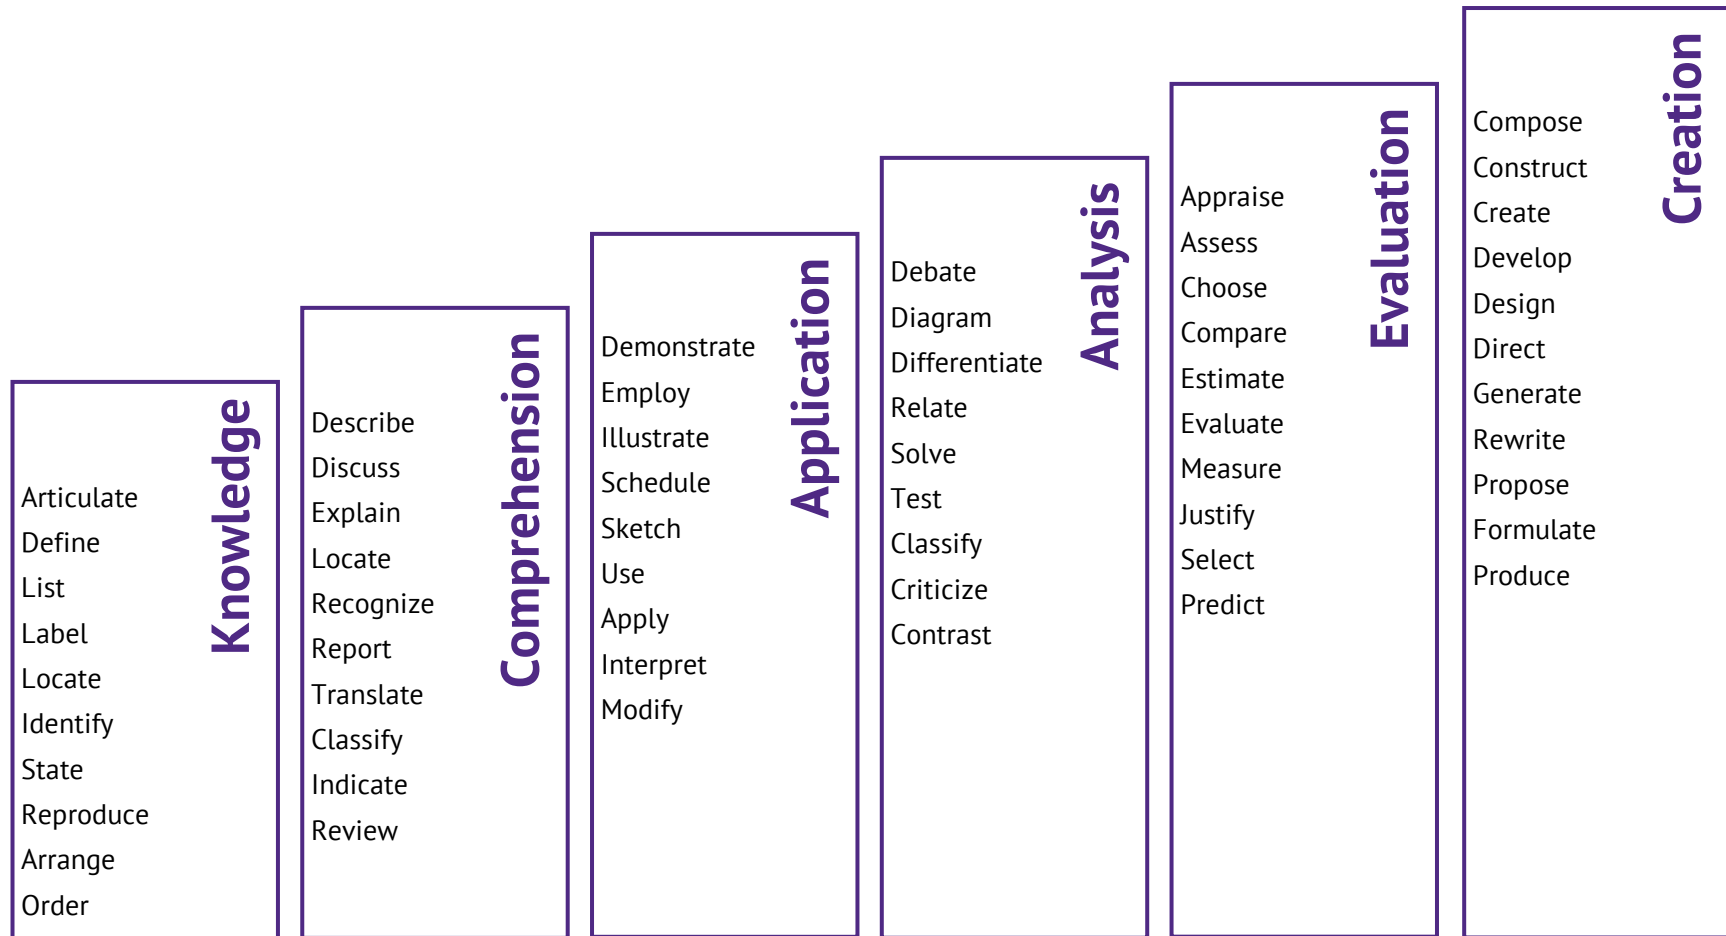 Knowledge
Articulate
Define
List
Label
Locate
Identify
State
Reproduce
Arrange
Order
Comprehension
Describe
Discuss
Explain
Locate
Recognize
Report
Translate
Classify
Indicate
Review
Application
Demonstrate
Employ
Illustrate
Schedule
Sketch
Use
Apply
Interpret
Modify
Analysis
Debate
Diagram
Differentiate
Relate
Solve
Test
Classify
Criticize
Contrast
Evaluation
Appraise
Assess
Choose
Compare
Estimate
Evaluate
Measure
Justify
Select
Predict
Creation
Compose
Construct
Create
Develop
Design
Direct
Generate
Rewrite
Propose
Formulate
Produce